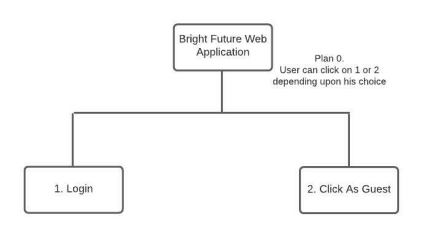 Bright Future Web
Application
Plan 0.
User can click on 1 or 2
depending upon his choice
1. Login
2. Click As Guest